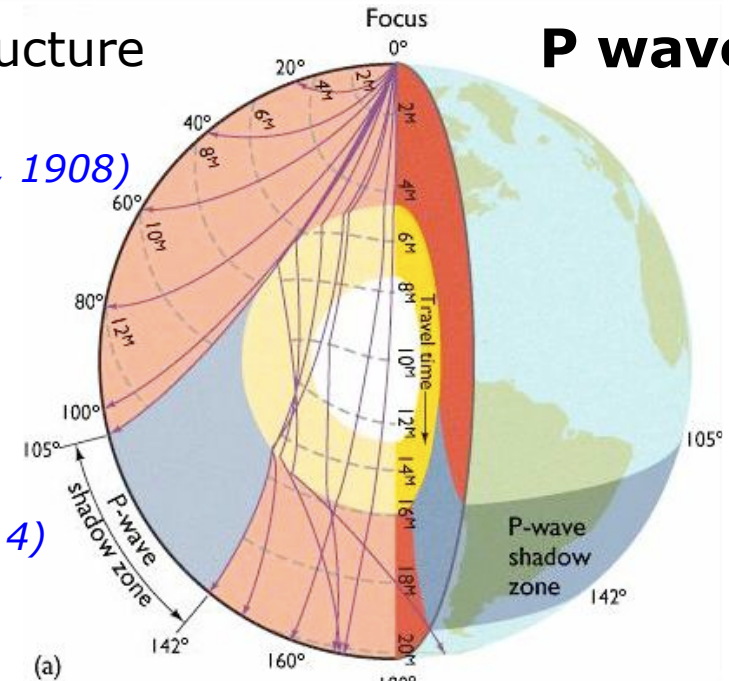 Focus
ucture
P wave
0°
20°
2M
4M
6M
8M
10M
12M
40°
, 1908)
60°
80°
100°
105°
2M
4M
6M
8M
Travel time
10M
12M
14M
16M
18M
20M
P-wave
shadow zone
4)
142°
160°
105°
P-wave
shadow
zone
142°
(a)